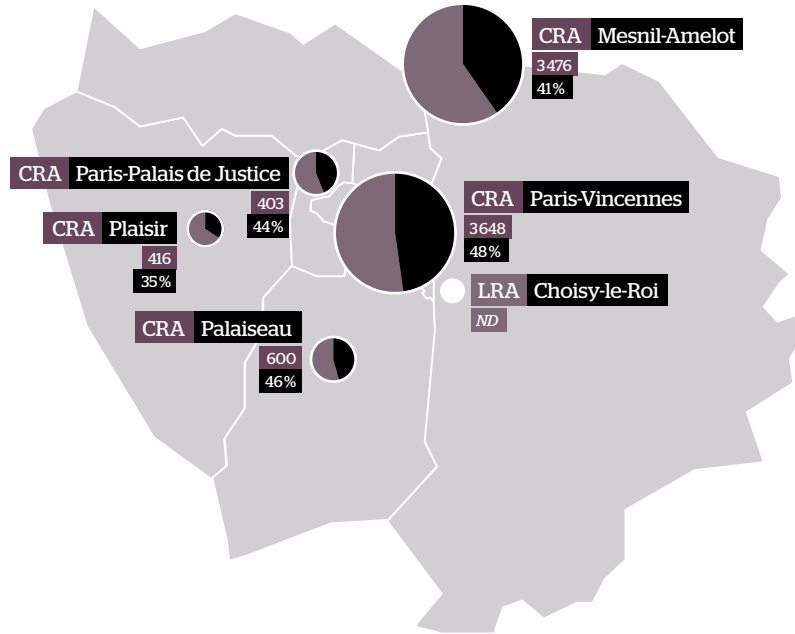 CRA Mesnil-Amelot
3476
41%
CRA Paris-Palais de Justice
403
44%
CRA Paris-Vincennes
3648
48%
CRA Plaisir
416
35%
LRA Choisy-le-Roi
ND
CRA Palaiseau
600
46%